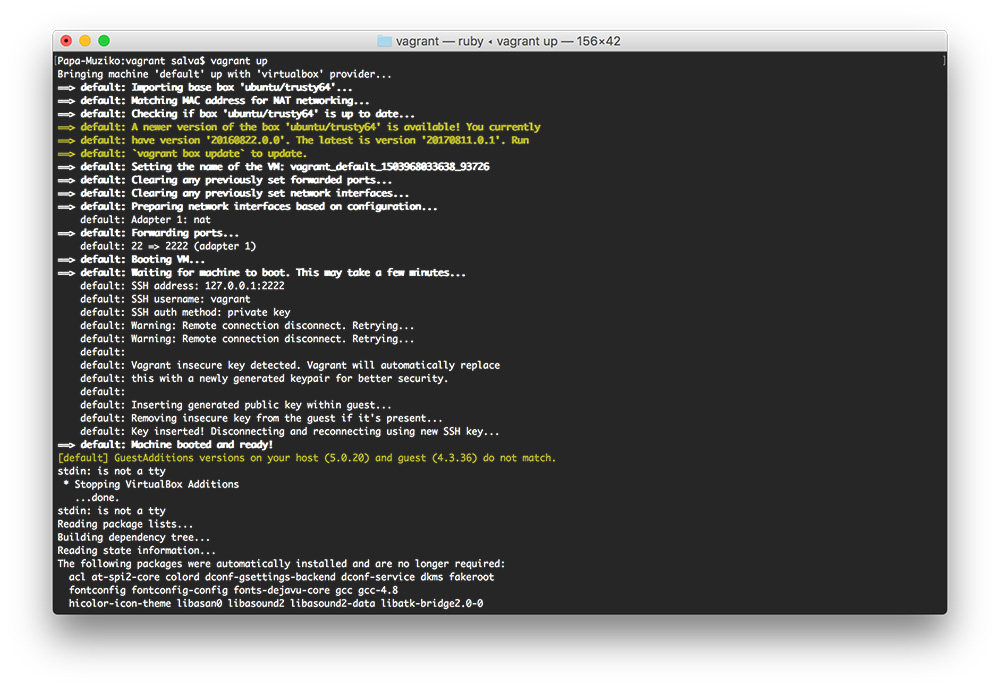 vagrant — ruby ◂ vagrant up — 156×42
[Papa-Muziko:vagrant salva$ vagrant up ]
Bringing machine 'default' up with 'virtualbox' provider...
==> default: Importing base box 'ubuntu/trusty64'...
==> default: Matching MAC address for NAT networking...
==> default: Checking if box 'ubuntu/trusty64' is up to date...
==> default: A newer version of the box 'ubuntu/trusty64' is available! You currently
==> default: have version '20160822.0.0'. The latest is version '20170811.0.1'. Run
==> default: `vagrant box update` to update.
==> default: Setting the name of the VM: vagrant_default_1503968033638_93726
==> default: Clearing any previously set forwarded ports...
==> default: Clearing any previously set network interfaces...
==> default: Preparing network interfaces based on configuration...
    default: Adapter 1: nat
==> default: Forwarding ports...
    default: 22 => 2222 (adapter 1)
==> default: Booting VM...
==> default: Waiting for machine to boot. This may take a few minutes...
    default: SSH address: 127.0.0.1:2222
    default: SSH username: vagrant
    default: SSH auth method: private key
    default: Warning: Remote connection disconnect. Retrying...
    default: Warning: Remote connection disconnect. Retrying...
    default:
    default: Vagrant insecure key detected. Vagrant will automatically replace
    default: this with a newly generated keypair for better security.
    default:
    default: Inserting generated public key within guest...
    default: Removing insecure key from the guest if it's present...
    default: Key inserted! Disconnecting and reconnecting using new SSH key...
==> default: Machine booted and ready!
[default] GuestAdditions versions on your host (5.0.20) and guest (4.3.36) do not match.
stdin: is not a tty
 * Stopping VirtualBox Additions
   ...done.
stdin: is not a tty
Reading package lists...
Building dependency tree...
Reading state information...
The following packages were automatically installed and are no longer required:
  acl at-spi2-core colord dconf-gsettings-backend dconf-service dkms fakeroot
  fontconfig fontconfig-config fonts-dejavu-core gcc gcc-4.8
  hicolor-icon-theme libasan0 libasound2 libasound2-data libatk-bridge2.0-0